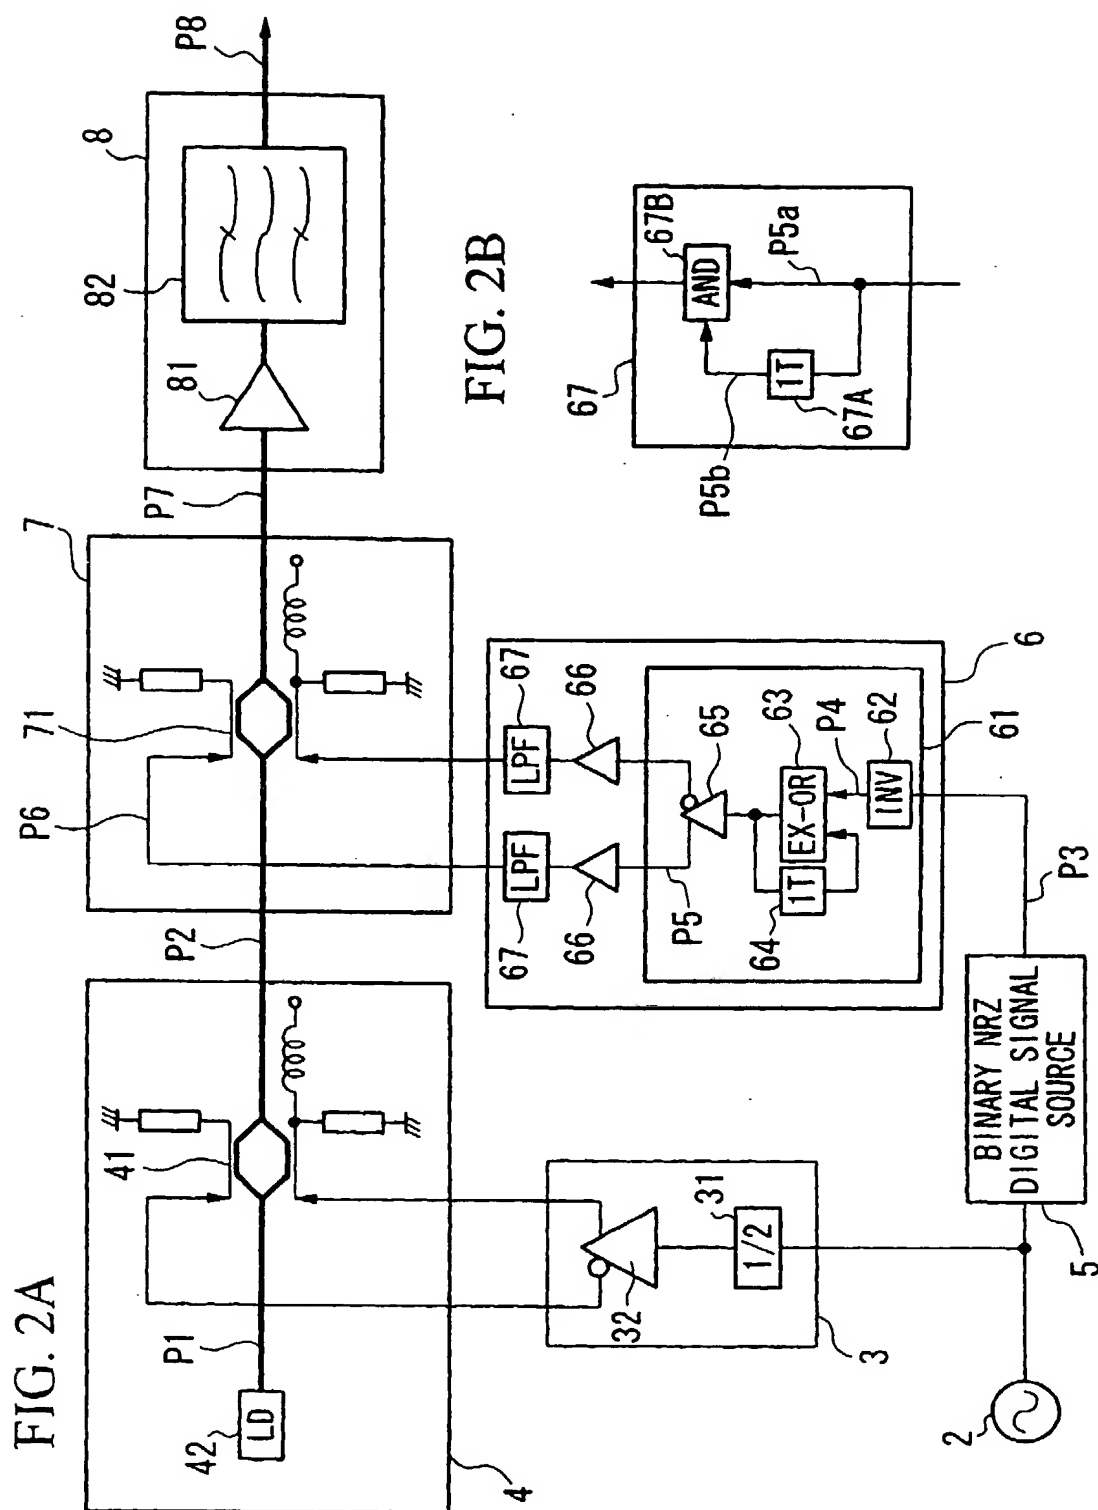 FIG. 2A
P8
8
82
81
P7
7
71
P6
P2
41
P1
42
LD
4
FIG. 2B
67
67B
AND
P5a
P5b
1T
67A
6
67
LPF
67
LPF
66
66
65
P5
63
EX-OR
P4
62
INV
61
64
1T
P3
31
1/2
32
3
BINARY NRZ
DIGITAL SIGNAL
SOURCE
5
2